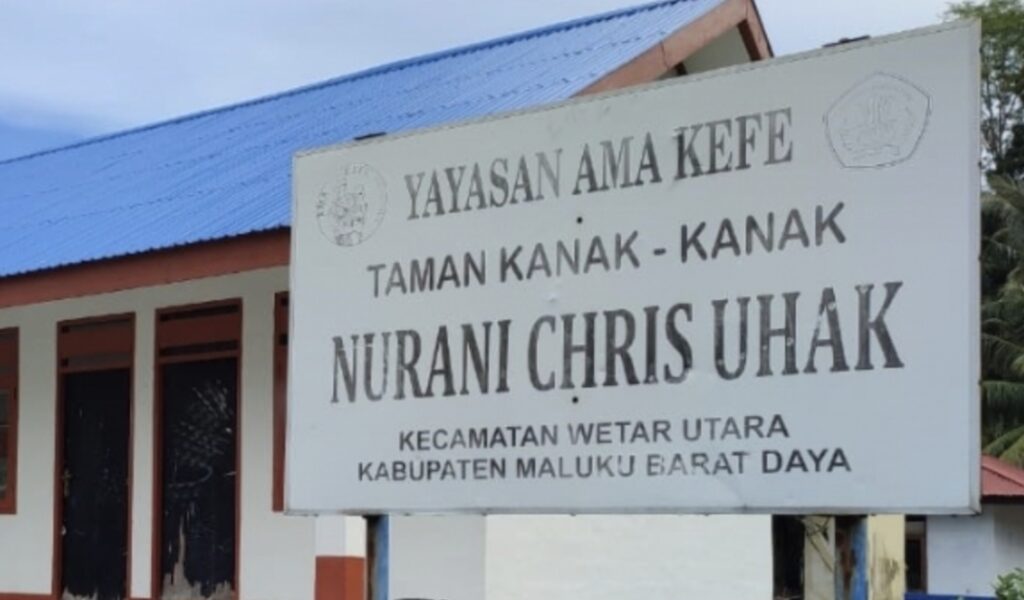 YAYASAN AMA KEFE
TAMAN KANAK - KANAK
NURANI CHRIS UHAK
KECAMATAN WETAR UTARA
KABUPATEN MALUKU BARAT DAYA